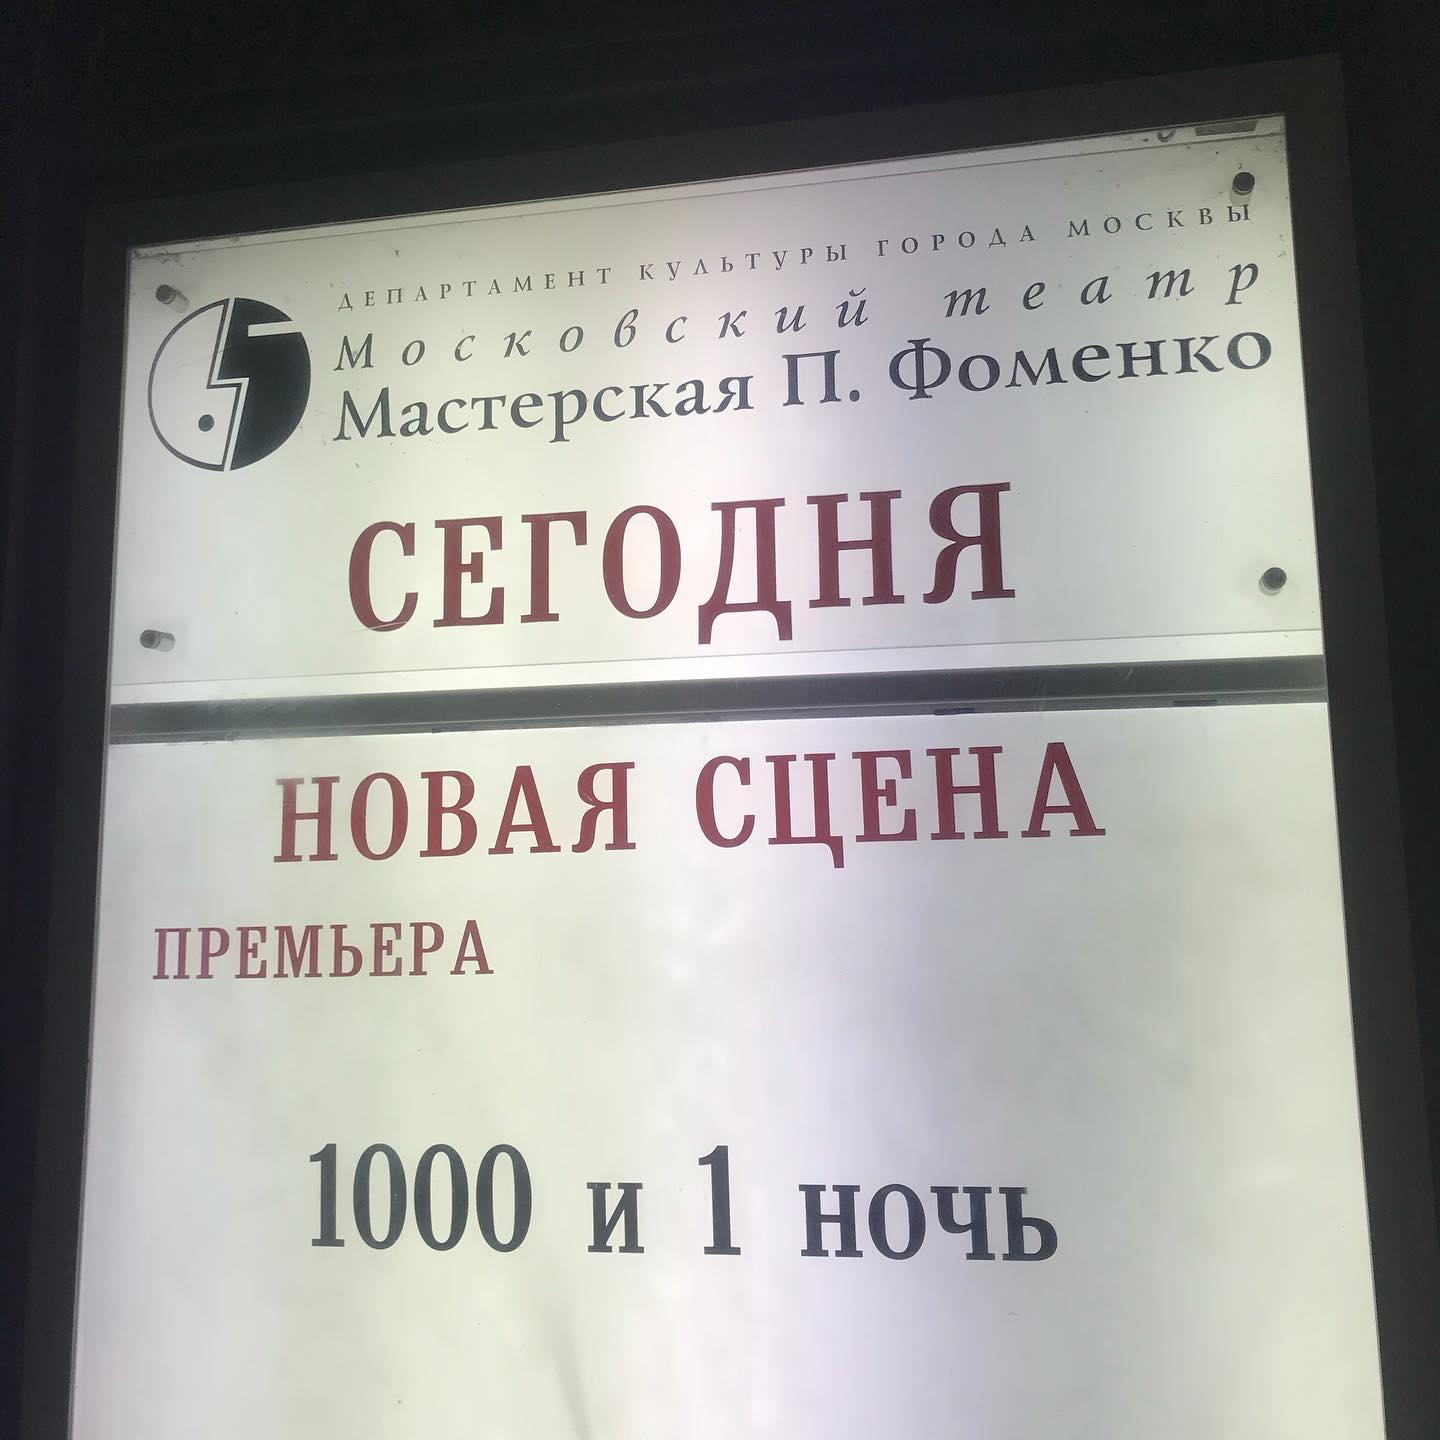 ДЕПАРТАМЕНТ КУЛЬТУРЫ ГОРОДА МОСКВЫ
Московский театр
Мастерская П. Фоменко
СЕГОДНЯ
НОВАЯ СЦЕНА
ПРЕМЬЕРА
1000 и 1 ночь